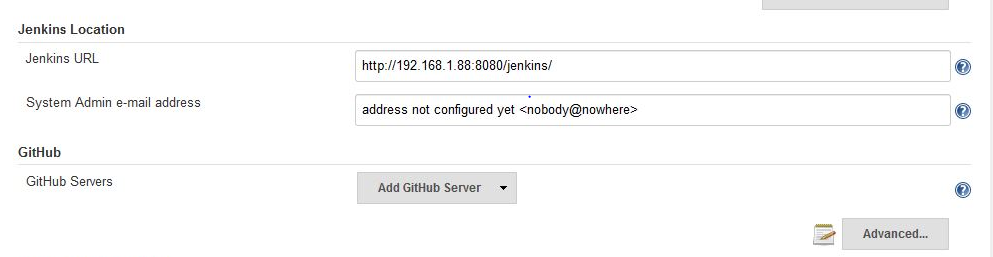 Jenkins Location
Jenkins URL
http://192.168.1.88:8080/jenkins/
System Admin e-mail address
address not configured yet <nobody@nowhere>
GitHub
GitHub Servers
Add GitHub Server
Advanced...